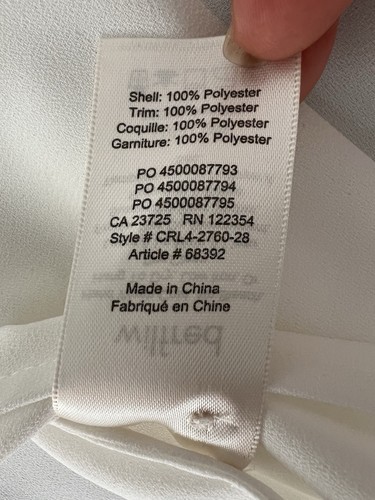 Shell: 100% Polyester
Trim: 100% Polyester
Coquille: 100% Polyester
Garniture: 100% Polyester
PO 4500087793
PO 4500087794
PO 4500087795
CA 23725 RN 122354
Style # CRL4-2760-28
Article # 68392
Made in China
Fabriqué en Chine
wilfred